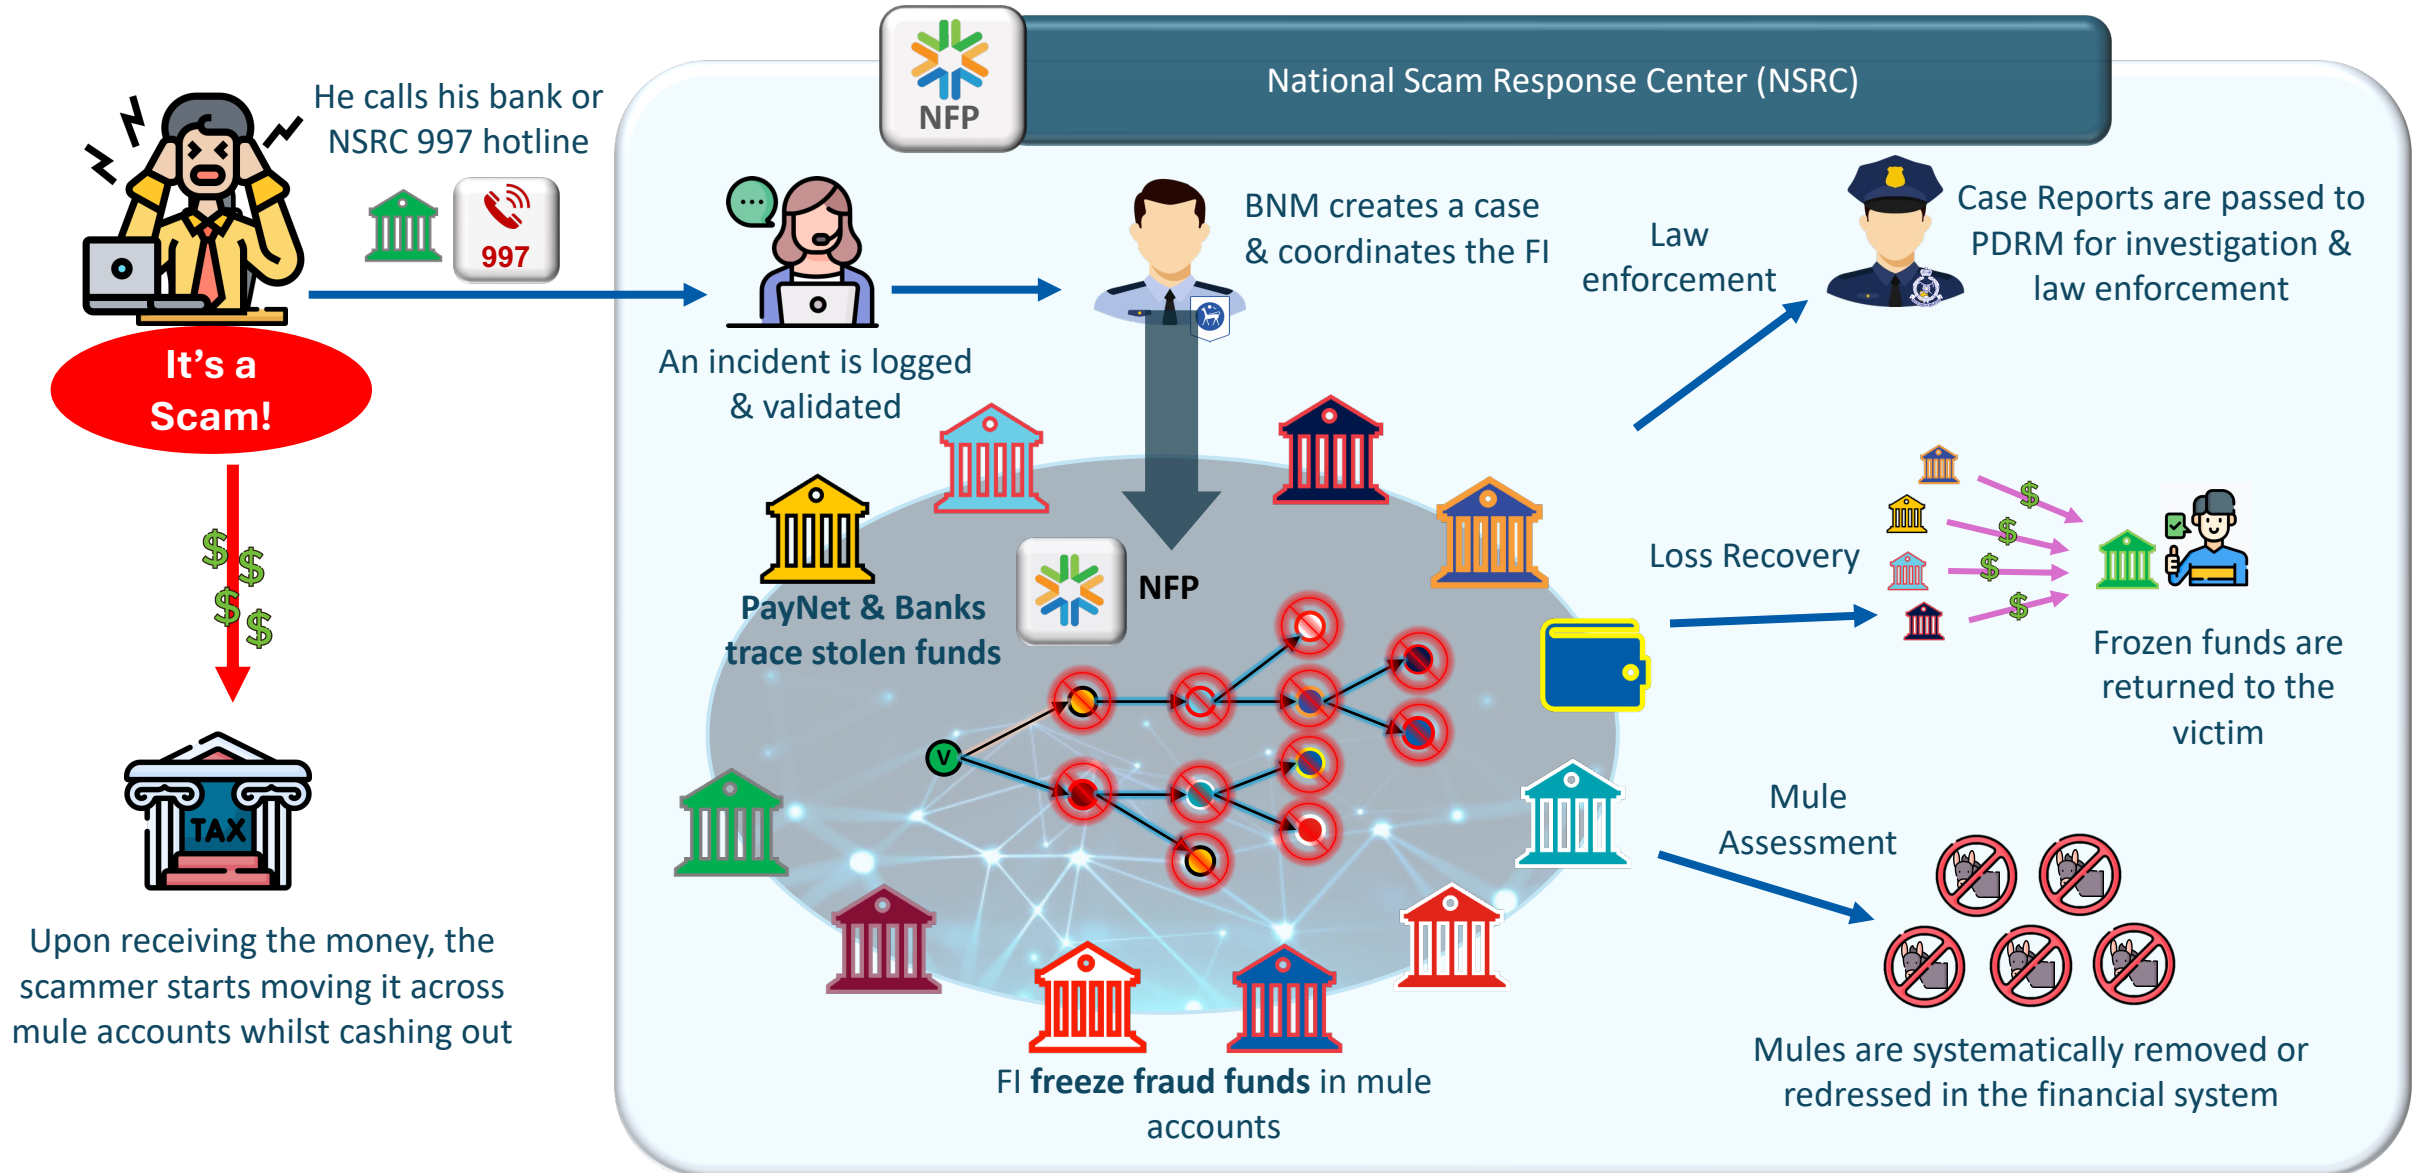 National Scam Response Center (NSRC)
NFP
He calls his bank or
NSRC 997 hotline
997
It's a
Scam!
TAX
Upon receiving the money, the
scammer starts moving it across
mule accounts whilst cashing out
An incident is logged
& validated
BNM creates a case
& coordinates the FI
PayNet & Banks
trace stolen funds
NFP
V
FI freeze fraud funds in mule
accounts
Law
enforcement
Case Reports are passed to
PDRM for investigation &
law enforcement
Loss Recovery
$
$
$
$
$
$
$
$
Frozen funds are
returned to the
victim
Mule
Assessment
Mules are systematically removed or
redressed in the financial system